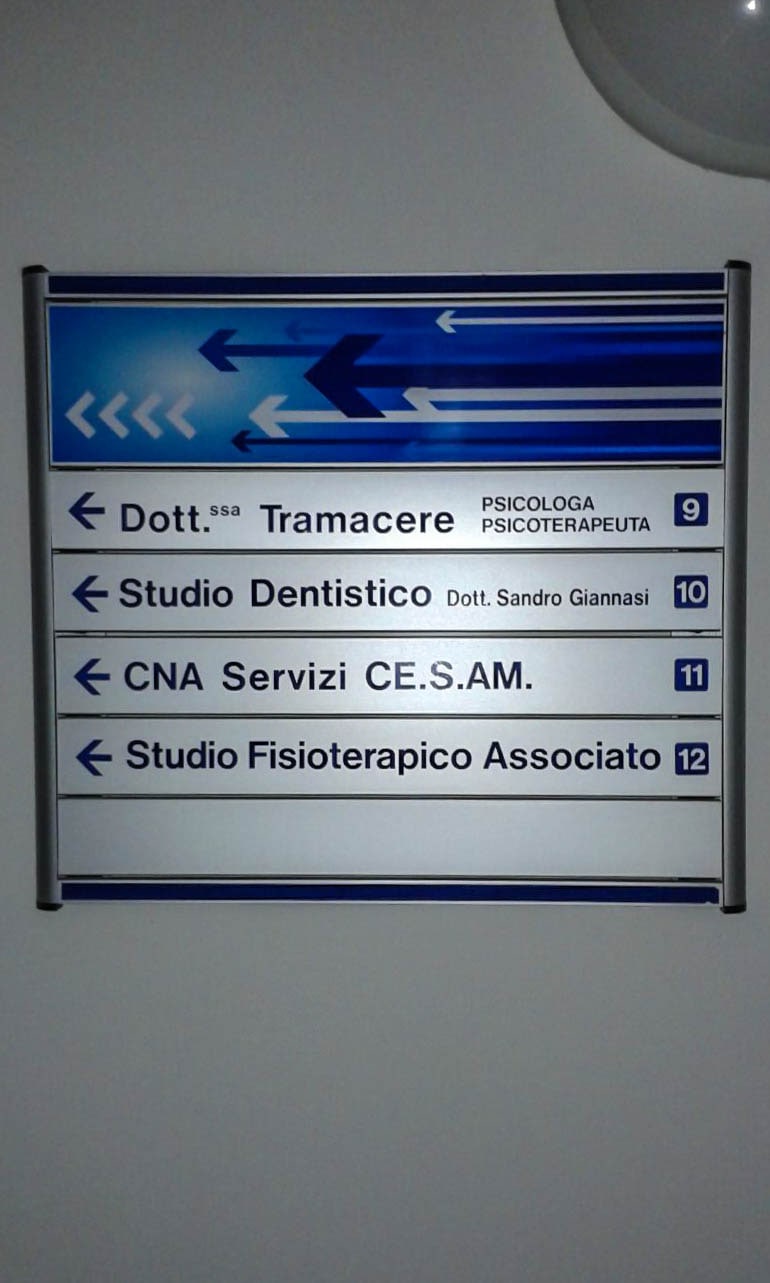 Dott.ssa Tramacere PSICOLOGA PSICOTERAPEUTA 9
Studio Dentistico Dott. Sandro Giannasi 10
CNA Servizi CE.S.AM. 11
Studio Fisioterapico Associato 12